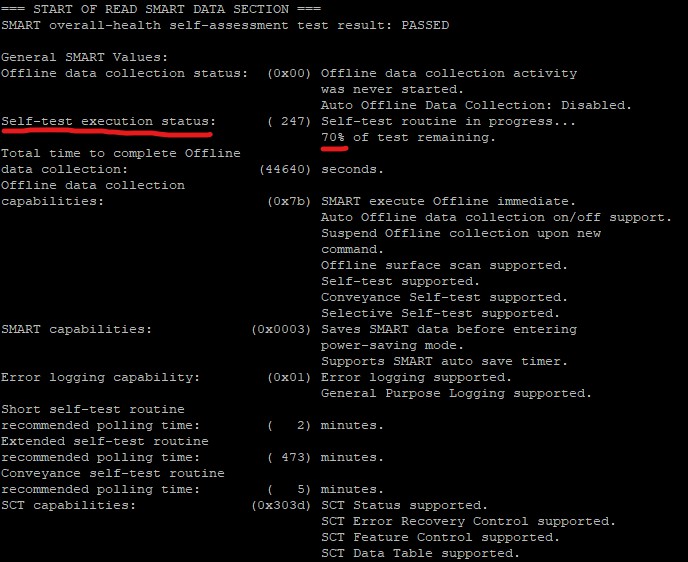 === START OF READ SMART DATA SECTION ===
SMART overall-health self-assessment test result: PASSED
General SMART Values:
Offline data collection status:  (0x00) Offline data collection activity
was never started.
Auto Offline Data Collection: Disabled.
Self-test execution status:      ( 247) Self-test routine in progress...
70% of test remaining.
Total time to complete Offline
data collection:                (44640) seconds.
Offline data collection
capabilities:                    (0x7b) SMART execute Offline immediate.
Auto Offline data collection on/off support.
Suspend Offline collection upon new
command.
Offline surface scan supported.
Self-test supported.
Conveyance Self-test supported.
Selective Self-test supported.
SMART capabilities:            (0x0003) Saves SMART data before entering
power-saving mode.
Supports SMART auto save timer.
Error logging capability:        (0x01) Error logging supported.
General Purpose Logging supported.
Short self-test routine
recommended polling time:        (   2) minutes.
Extended self-test routine
recommended polling time:        ( 473) minutes.
Conveyance self-test routine
recommended polling time:        (   5) minutes.
SCT capabilities:              (0x303d) SCT Status supported.
SCT Error Recovery Control supported.
SCT Feature Control supported.
SCT Data Table supported.